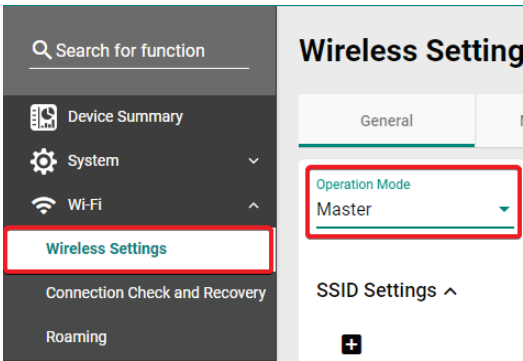 Search for function
Device Summary
System
Wi-Fi
Wireless Settings
Connection Check and Recovery
Roaming
Wireless Setting
General
Operation Mode
Master
SSID Settings